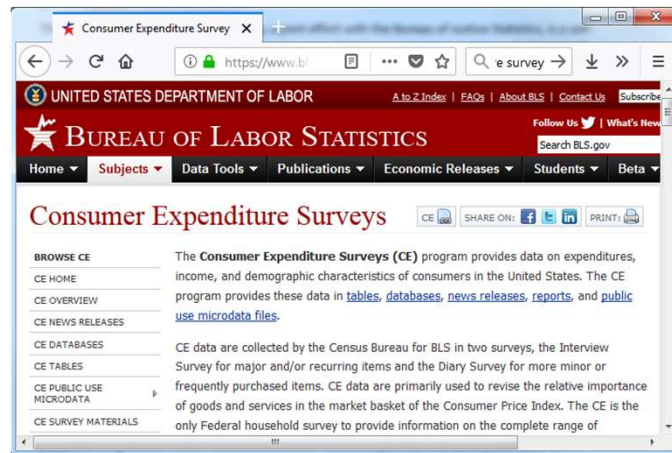 Consumer Expenditure Survey
https://www.bl
e survey
UNITED STATES DEPARTMENT OF LABOR
A to Z Index | FAQs | About BLS | Contact Us Subscribe
BUREAU OF LABOR STATISTICS
Follow Us | What's New
Search BLS.gov
Home Subjects Data Tools Publications Economic Releases Students Beta
Consumer Expenditure Surveys
CE SHARE ON: PRINT:
BROWSE CE
CE HOME
CE OVERVIEW
CE NEWS RELEASES
CE DATABASES
CE TABLES
CE PUBLIC USE
MICRODATA
CE SURVEY MATERIALS
The Consumer Expenditure Surveys (CE) program provides data on expenditures,
income, and demographic characteristics of consumers in the United States. The CE
program provides these data in tables, databases, news releases, reports, and public
use microdata files.
CE data are collected by the Census Bureau for BLS in two surveys, the Interview
Survey for major and/or recurring items and the Diary Survey for more minor or
frequently purchased items. CE data are primarily used to revise the relative importance
of goods and services in the market basket of the Consumer Price Index. The CE is the
only Federal household survey to provide information on the complete range of